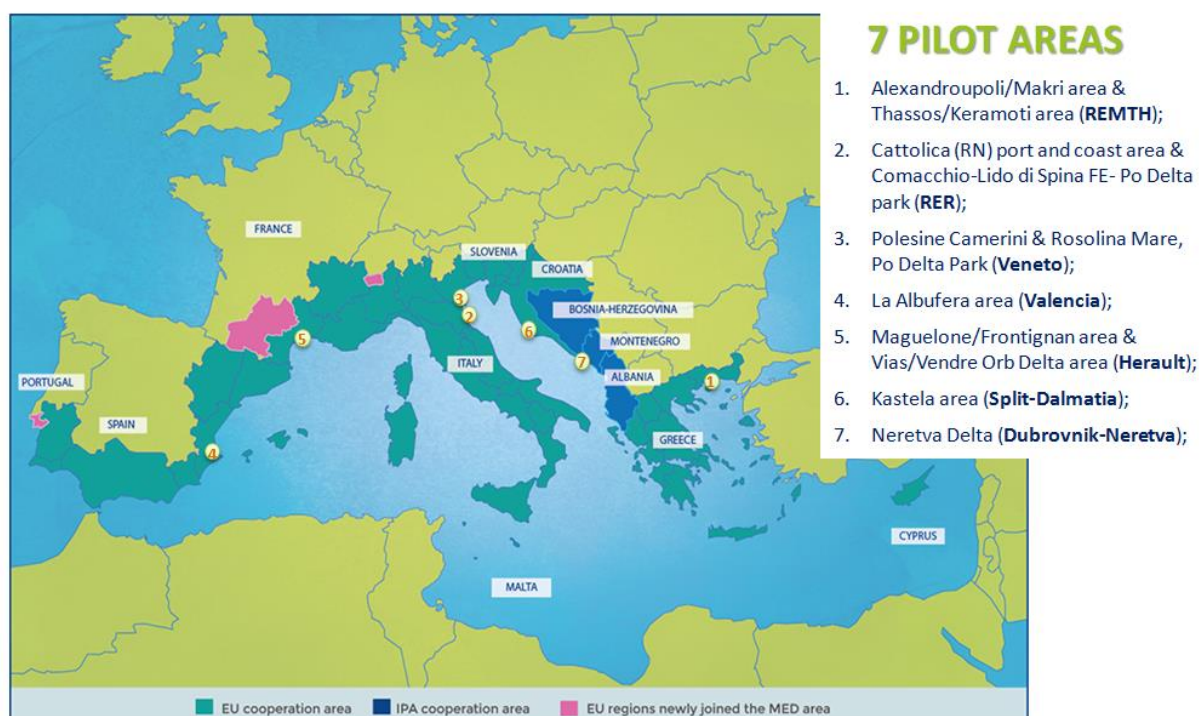 7 PILOT AREAS
1. Alexandroupoli/Makri area &
Thassos/Keramoti area (REMTH);
2. Cattolica (RN) port and coast area &
Comacchio-Lido di Spina FE- Po Delta
park (RER);
3. Polesine Camerini & Rosolina Mare,
Po Delta Park (Veneto);
4. La Albufera area (Valencia);
5. Maguelone/Frontignan area &
Vias/Vendre Orb Delta area (Herault);
6. Kastela area (Split-Dalmatia);
7. Neretva Delta (Dubrovnik-Neretva);
FRANCE
SLOVENIA
CROATIA
3
2
BOSNIA-HERZEGOVINA
6
5
MONTENEGRO
ITALY
7
PORTUGAL
ALBANIA
1
SPAIN
GREECE
4
CYPRUS
MALTA
EU cooperation area
IPA cooperation area
EU regions newly joined the MED area